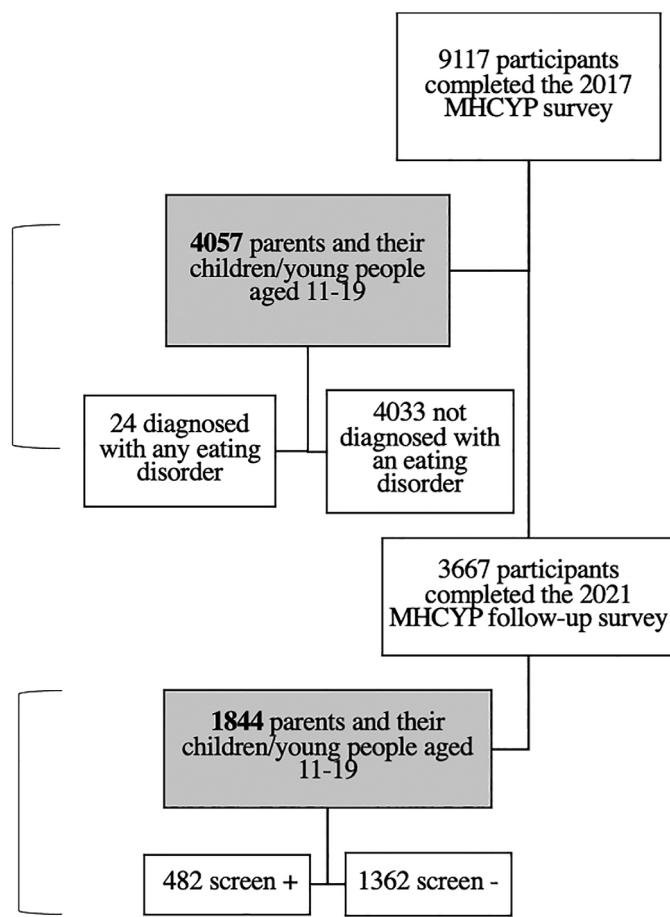 9117 participants
completed the 2017
MHCYP survey
4057 parents and their
children/young people
aged 11-19
24 diagnosed
with any eating
disorder
4033 not
diagnosed with
an eating
disorder
3667 participants
completed the 2021
MHCYP follow-up survey
1844 parents and their
children/young people aged
11-19
482 screen +
1362 screen -